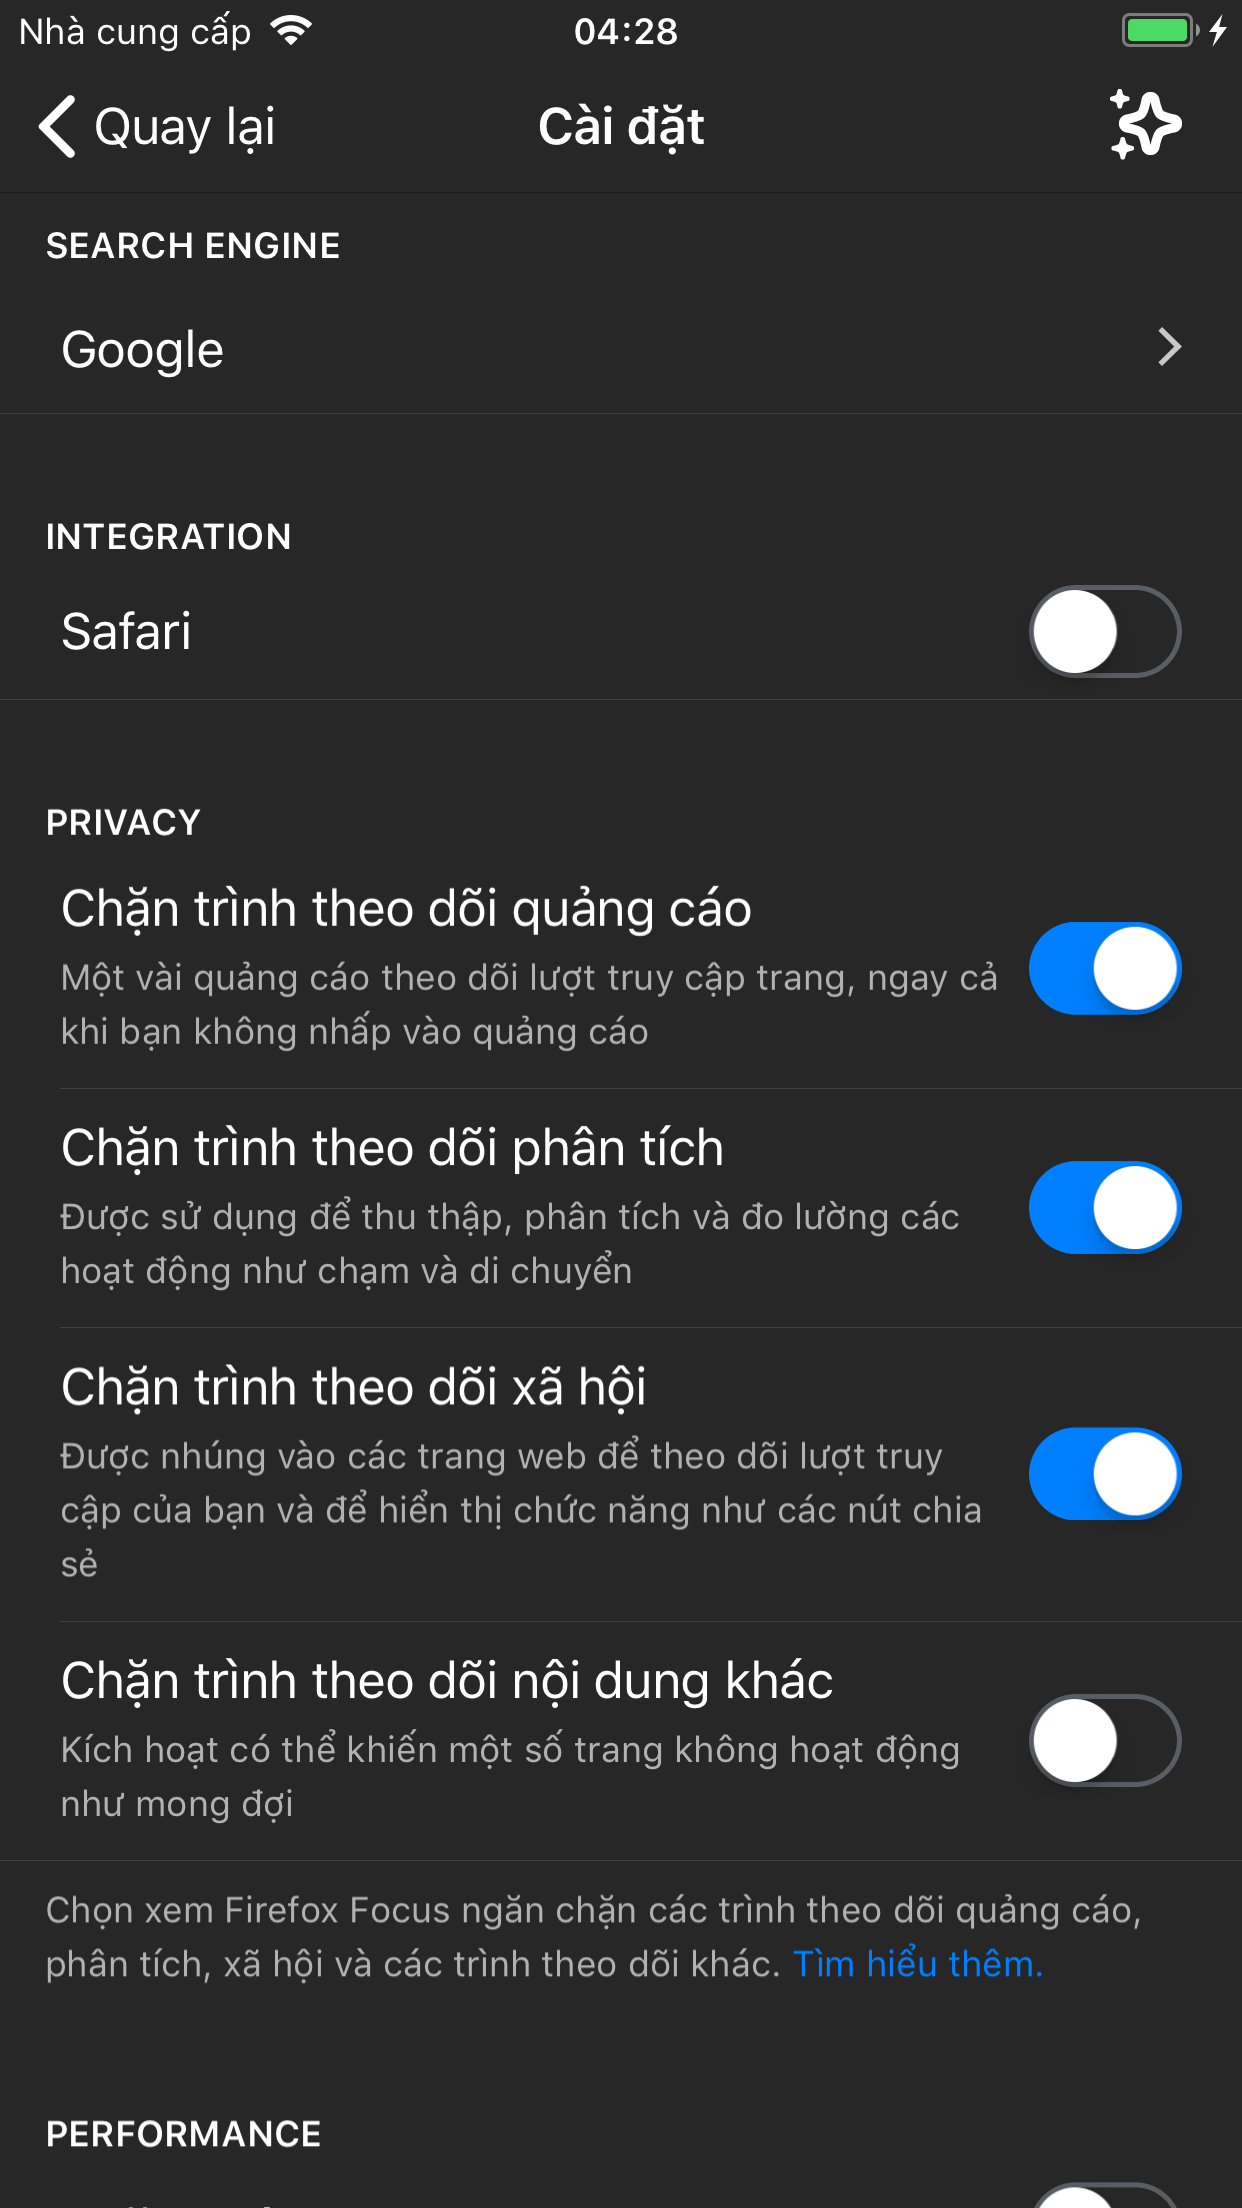 Nhà cung cấp
04:28
Quay lại
Cài đặt
SEARCH ENGINE
Google
INTEGRATION
Safari
PRIVACY
Chặn trình theo dõi quảng cáo
Một vài quảng cáo theo dõi lượt truy cập trang, ngay cả
khi bạn không nhấp vào quảng cáo
Chặn trình theo dõi phân tích
Được sử dụng để thu thập, phân tích và đo lường các
hoạt động như chạm và di chuyển
Chặn trình theo dõi xã hội
Được nhúng vào các trang web để theo dõi lượt truy
cập của bạn và để hiển thị chức năng như các nút chia
sẻ
Chặn trình theo dõi nội dung khác
Kích hoạt có thể khiến một số trang không hoạt động
như mong đợi
Chọn xem Firefox Focus ngăn chặn các trình theo dõi quảng cáo,
phân tích, xã hội và các trình theo dõi khác. Tìm hiểu thêm.
PERFORMANCE